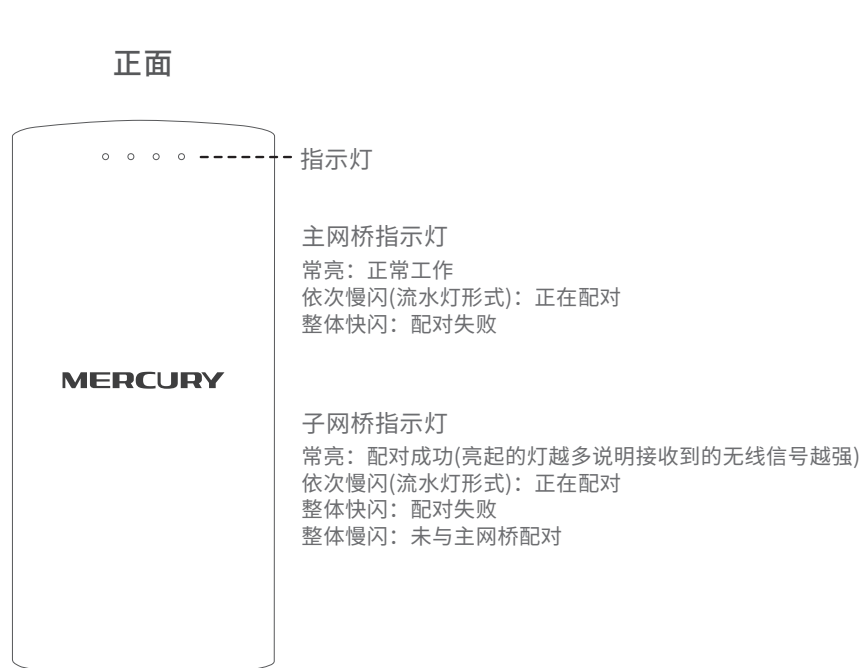 正面
指示灯
主网桥指示灯
常亮：正常工作
依次慢闪(流水灯形式)：正在配对
整体快闪：配对失败
MERCURY
子网桥指示灯
常亮：配对成功(亮起的灯越多说明接收到的无线信号越强)
依次慢闪(流水灯形式)：正在配对
整体快闪：配对失败
整体慢闪：未与主网桥配对